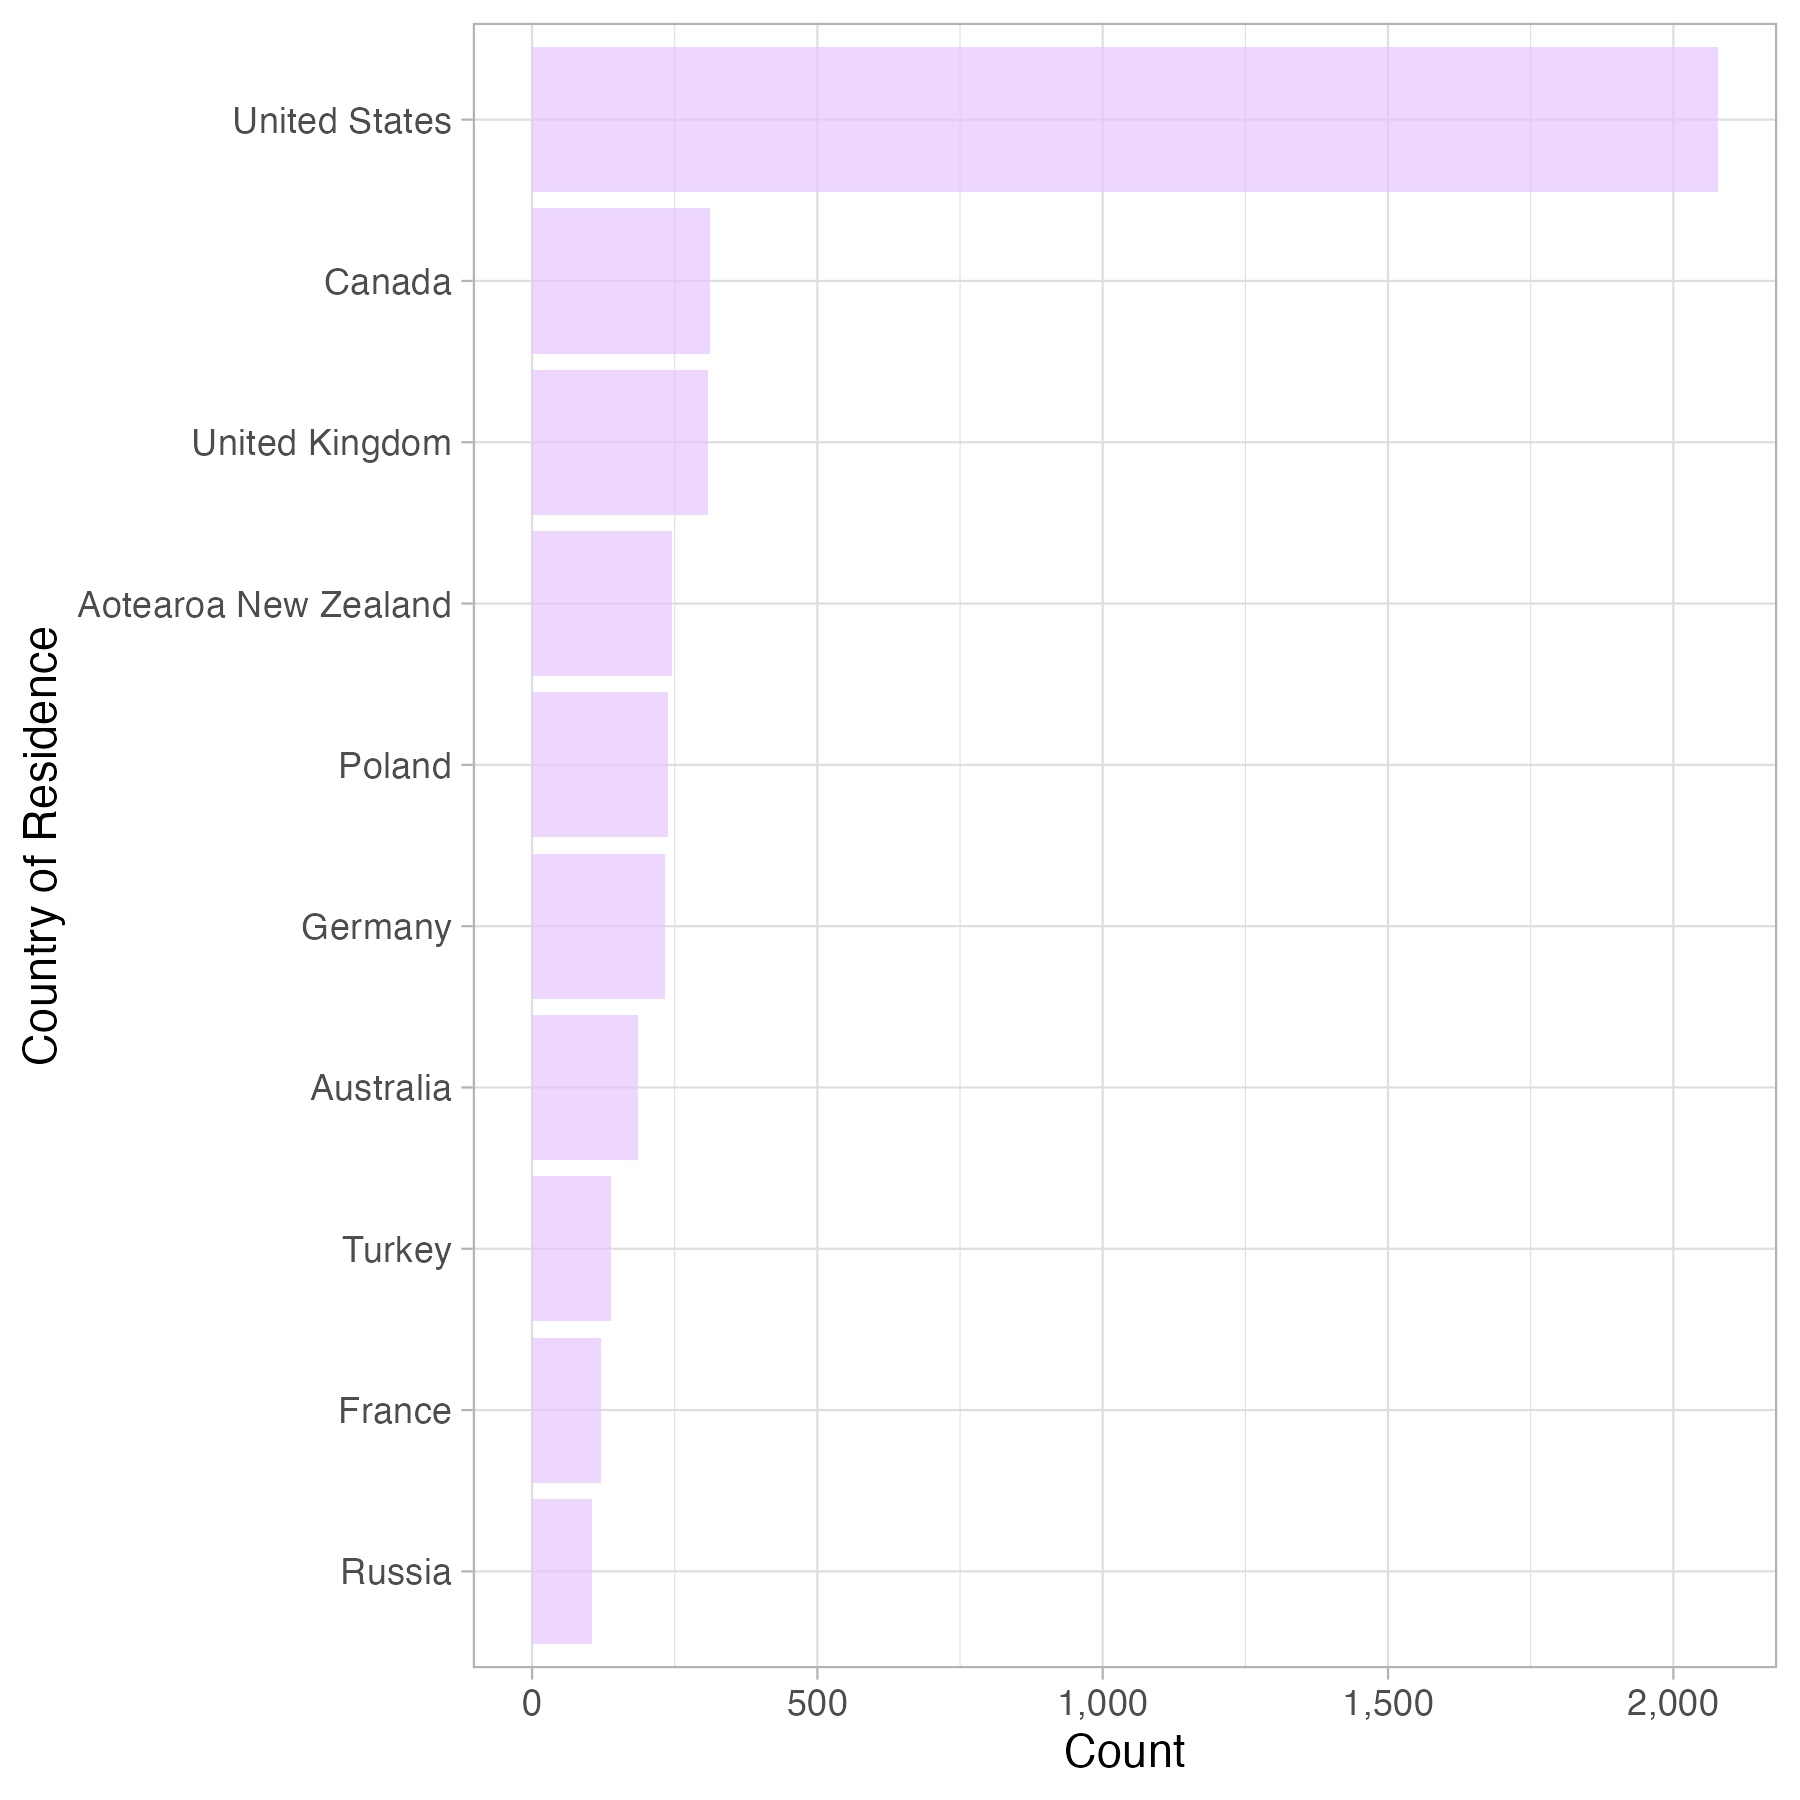 Country of Residence
United States
Canada
United Kingdom
Aotearoa New Zealand
Poland
Germany
Australia
Turkey
France
Russia
0 500 1,000 1,500 2,000
Count